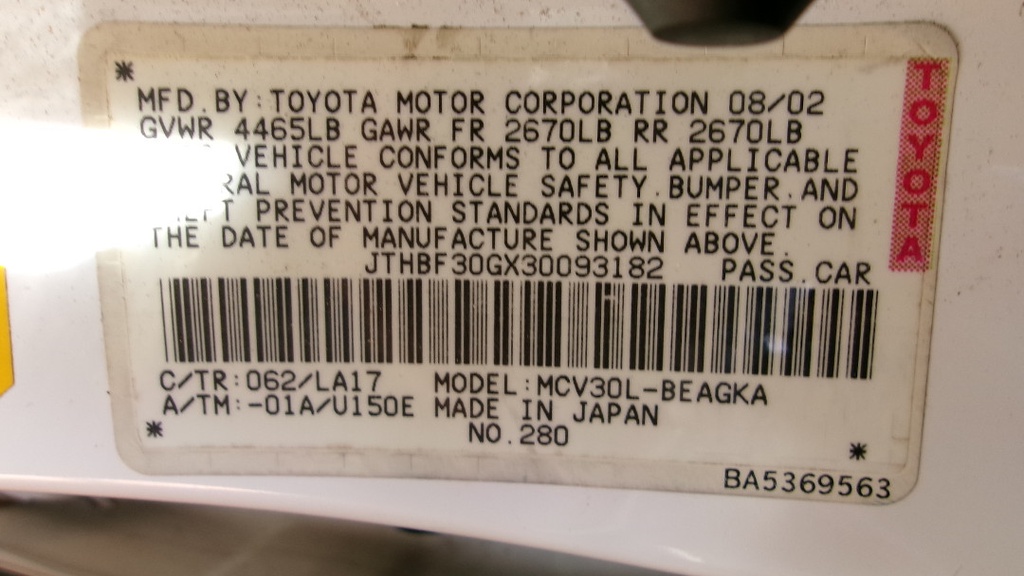 MFD.BY:TOYOTA MOTOR CORPORATION 08/02
GVWR 4465LB GAWR FR 2670LB RR 2670LB
VEHICLE CONFORMS TO ALL APPLICABLE
MOTOR VEHICLE SAFETY.BUMPER.AND
PREVENTION STANDARDS IN EFFECT ON
THE DATE OF MANUFACTURE SHOWN ABOVE.
JTHBF30GX30093182 PASS.CAR
C/TR:062/LA17 MODEL:MCV30L-BEAGKA
A/TM:-01A/U150E MADE IN JAPAN
NO.280
BA5369563
TOYOTA